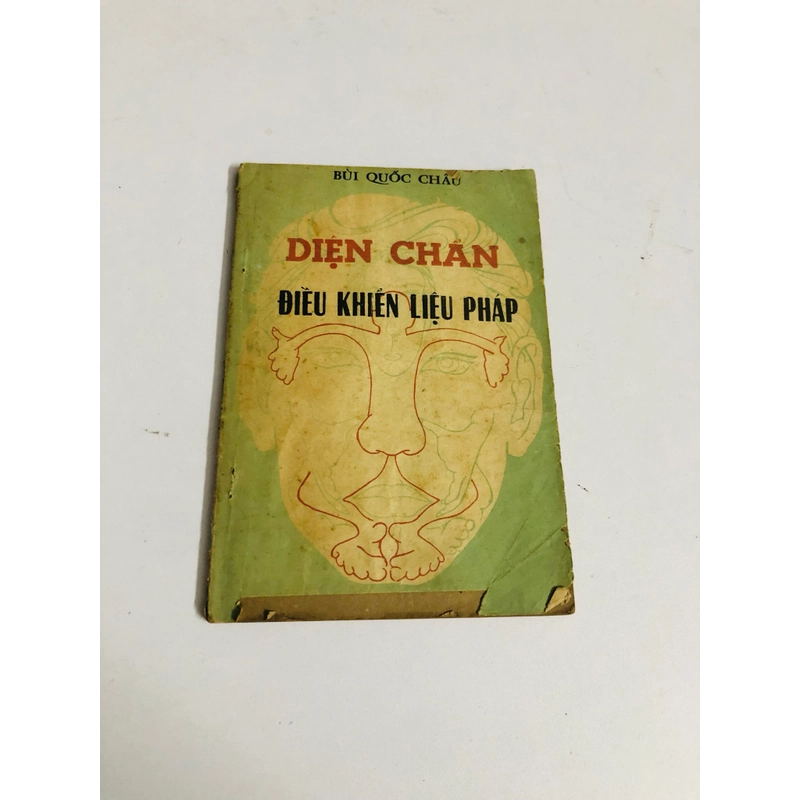 BÙI QUỐC CHÂU
DIỆN CHẨN
ĐIỀU KHIỂN LIỆU PHÁP